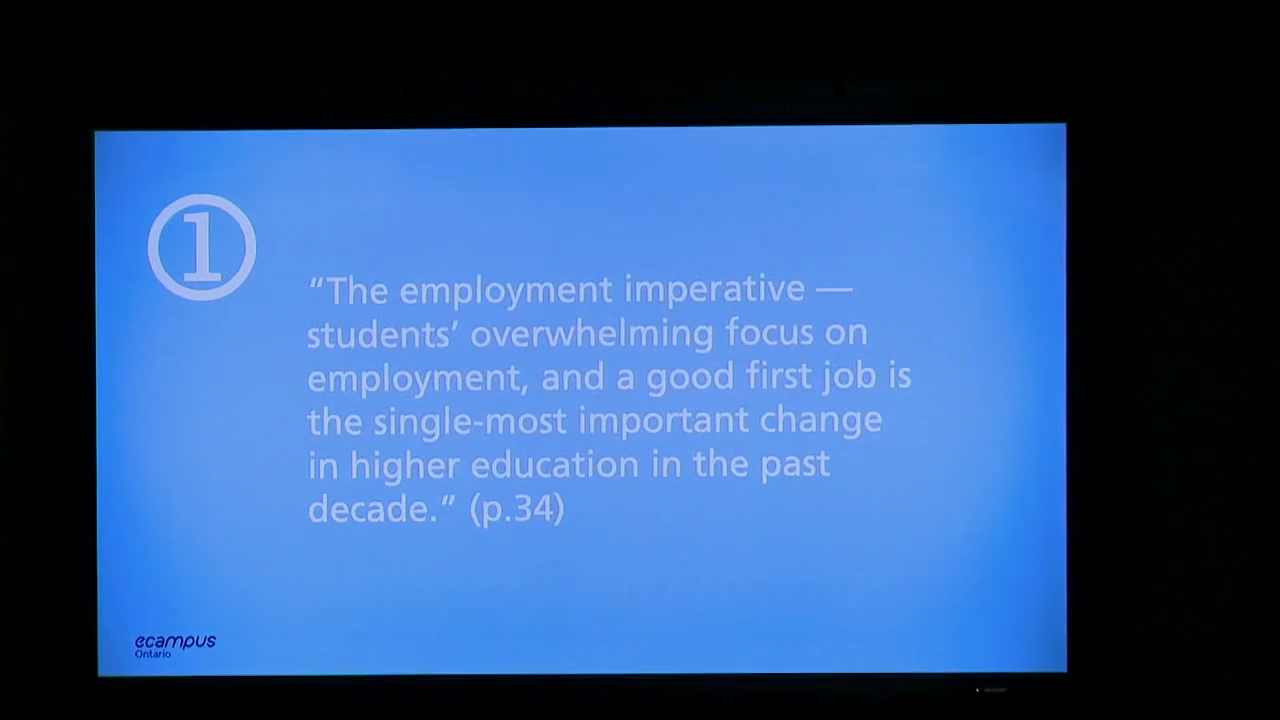 1
“The employment imperative —
students’ overwhelming focus on
employment, and a good first job is
the single-most important change
in higher education in the past
decade.” (p.34)
ecampus
Ontario